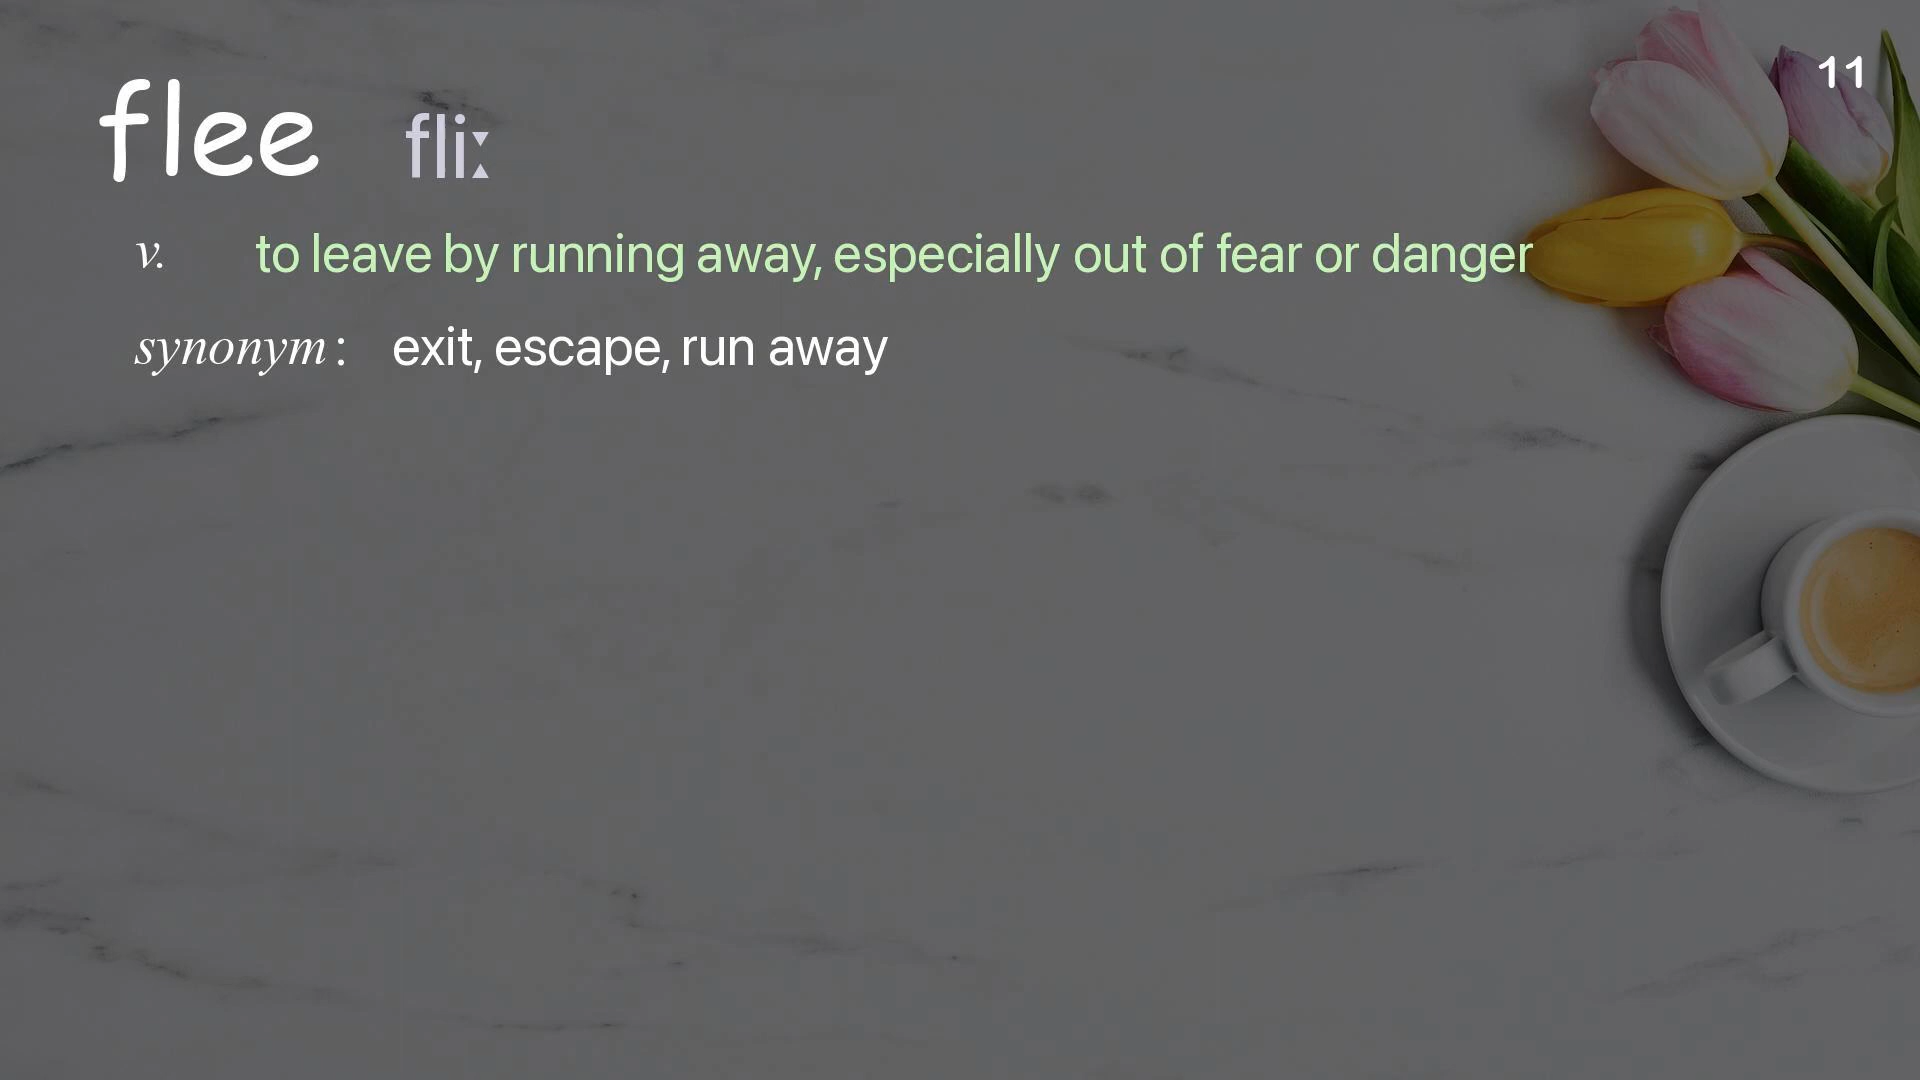 11
flee fliː
v. to leave by running away, especially out of fear or danger
synonym: exit, escape, run away